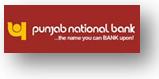 punjab national bank
...the name you can BANK upon!